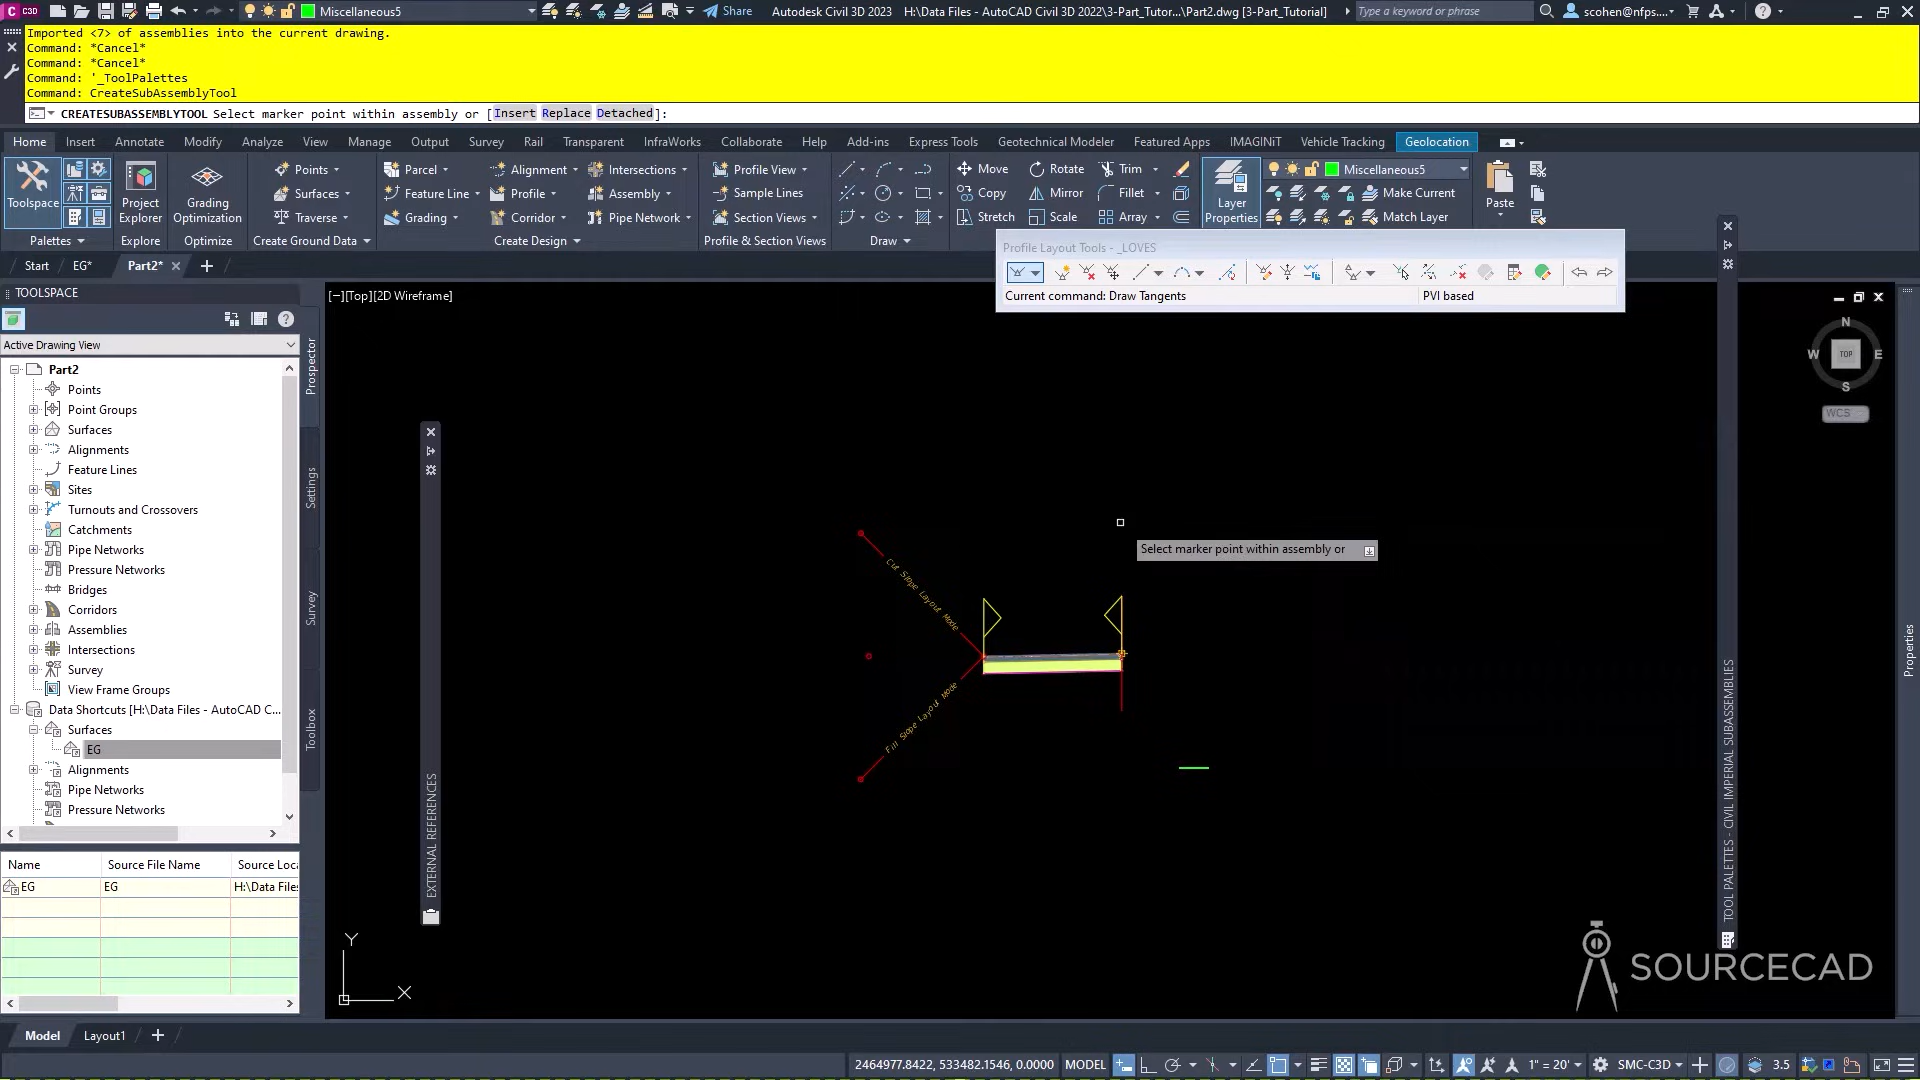 C3D
Miscellaneous5
Share
Autodesk Civil 3D 2023
H:\Data Files - AutoCAD Civil 3D 2022\3-Part_Tutor...\Part2.dwg [3-Part_Tutorial]
Type a keyword or phrase
scohen@nfps....
Imported <7> of assemblies into the current drawing.
Command: *Cancel*
Command: *Cancel*
Command: '_ToolPalettes
Command: CreateSubAssemblyTool
CREATESUBASSEMBLYTOOL Select marker point within assembly or [Insert Replace Detached]:
Home Insert Annotate Modify Analyze View Manage Output Survey Rail Transparent InfraWorks Collaborate Help Add-ins Express Tools Geotechnical Modeler Featured Apps IMAGINiT Vehicle Tracking Geolocation
Points Parcel Alignment Intersections Profile View Move Rotate Trim Miscellaneous5
Toolspace Project Explorer Grading Optimization Surfaces Feature Line Profile Assembly Sample Lines Copy Mirror Fillet Layer Properties Make Current Paste
Traverse Grading Corridor Pipe Network Section Views Stretch Scale Array Match Layer
Palettes Explore Optimize Create Ground Data Create Design Profile & Section Views Draw
Profile Layout Tools - _LOVES
Current command: Draw Tangents PVI based
Start EG* Part2*
TOOLSPACE
[−][Top][2D Wireframe]
Active Drawing View
Part2
Points
Point Groups
Surfaces
Alignments
Feature Lines
Sites
Turnouts and Crossovers
Catchments
Pipe Networks
Pressure Networks
Bridges
Corridors
Assemblies
Intersections
Survey
View Frame Groups
Data Shortcuts [H:\Data Files - AutoCAD C...
Surfaces
EG
Alignments
Pipe Networks
Pressure Networks
Prospector
Settings
Survey
Toolbox
Name Source File Name Source Loca
EG EG H:\Data Files
EXTERNAL REFERENCES
Cut Slope Layout Mode
Fill Slope Layout Mode
Select marker point within assembly or
N
W TOP E
S
WCS
TOOL PALETTES - CIVIL IMPERIAL SUBASSEMBLIES
Properties
Y
X
SOURCECAD
Model Layout1
2464977.8422, 533482.1546, 0.0000 MODEL 1" = 20' SMC-C3D 3.5